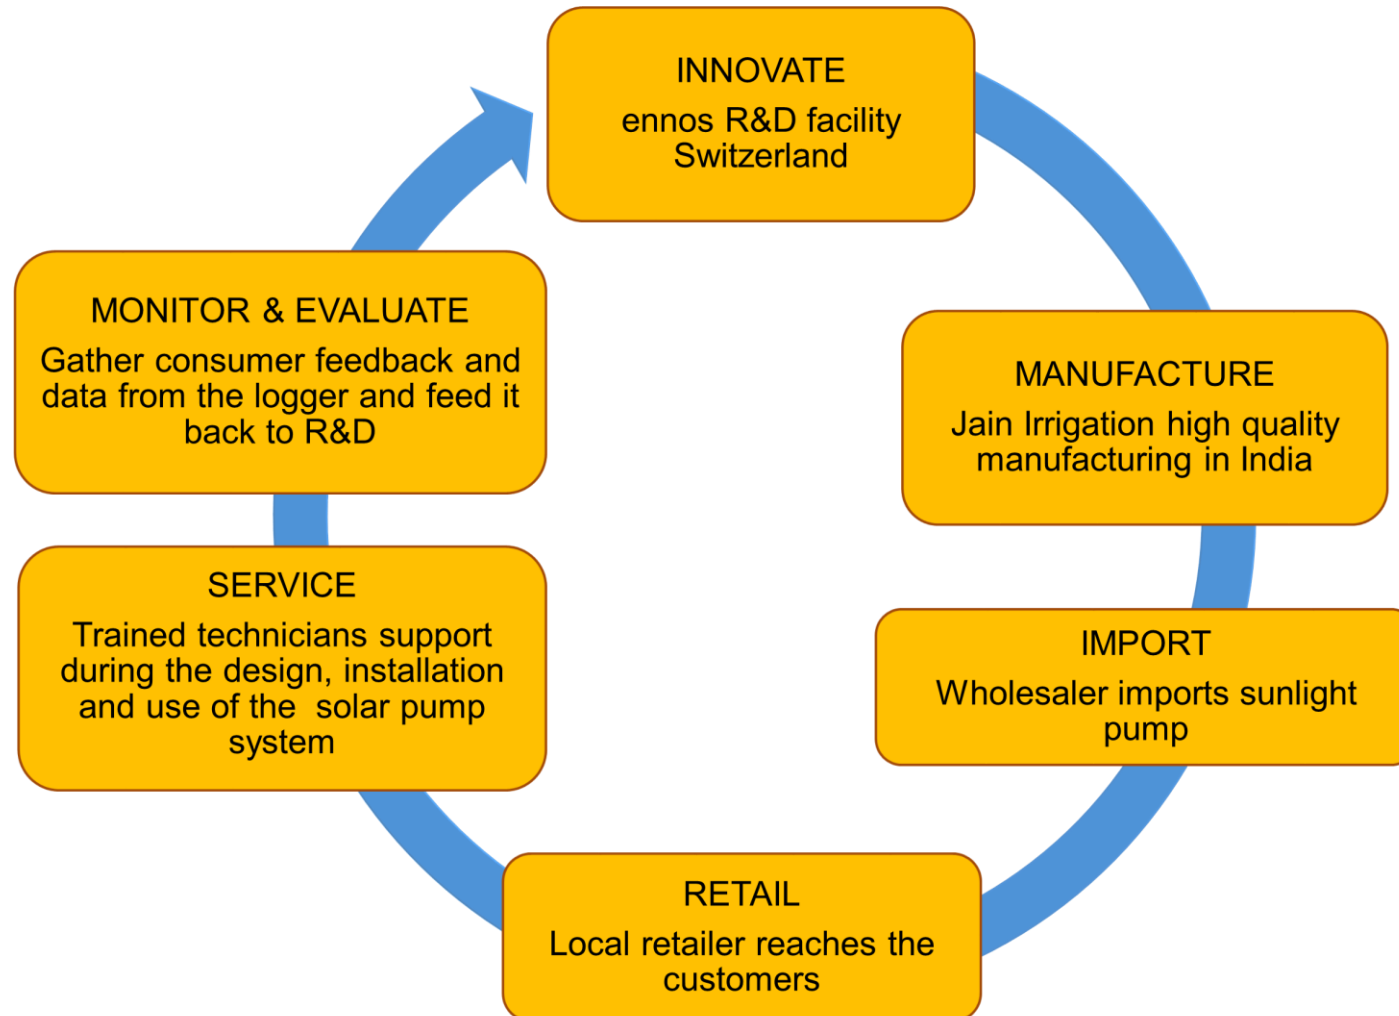 INNOVATE
ennos R&D facility
Switzerland
MANUFACTURE
Jain Irrigation high quality
manufacturing in India
IMPORT
Wholesaler imports sunlight
pump
RETAIL
Local retailer reaches the
customers
SERVICE
Trained technicians support
during the design, installation
and use of the  solar pump
system
MONITOR & EVALUATE
Gather consumer feedback and
data from the logger and feed it
back to R&D